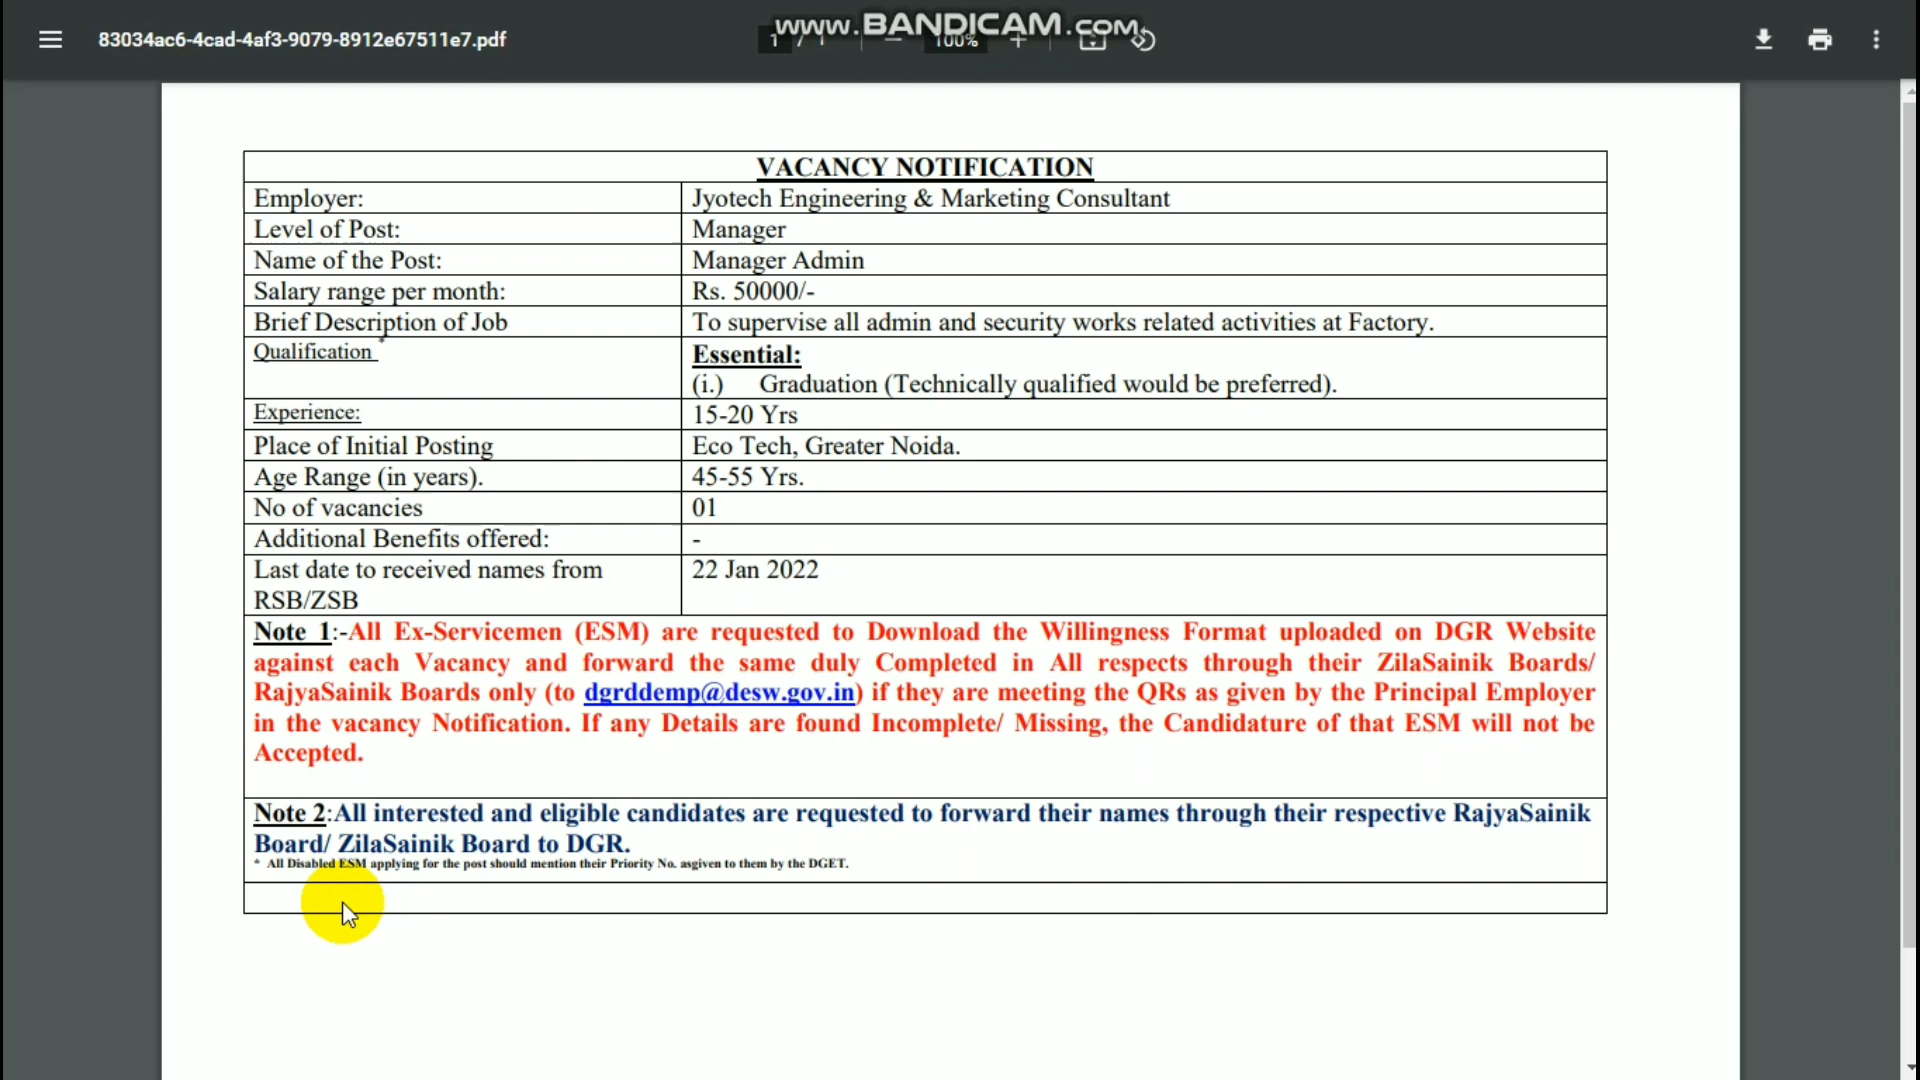 www.BANDICAM.COM
83034ac6-4cad-4af3-9079-8912e67511e7.pdf
1 / 1
100%
VACANCY NOTIFICATION
Employer: Jyotech Engineering & Marketing Consultant
Level of Post: Manager
Name of the Post: Manager Admin
Salary range per month: Rs. 50000/-
Brief Description of Job To supervise all admin and security works related activities at Factory.
Qualification * Essential:
(i.) Graduation (Technically qualified would be preferred).
Experience: 15-20 Yrs
Place of Initial Posting Eco Tech, Greater Noida.
Age Range (in years). 45-55 Yrs.
No of vacancies 01
Additional Benefits offered: -
Last date to received names from 22 Jan 2022
RSB/ZSB
Note 1:-All Ex-Servicemen (ESM) are requested to Download the Willingness Format uploaded on DGR Website
against each Vacancy and forward the same duly Completed in All respects through their ZilaSainik Boards/
RajyaSainik Boards only (to dgrddemp@desw.gov.in) if they are meeting the QRs as given by the Principal Employer
in the vacancy Notification. If any Details are found Incomplete/ Missing, the Candidature of that ESM will not be
Accepted.
Note 2:All interested and eligible candidates are requested to forward their names through their respective RajyaSainik
Board/ ZilaSainik Board to DGR.
* All Disabled ESM applying for the post should mention their Priority No. asgiven to them by the DGET.